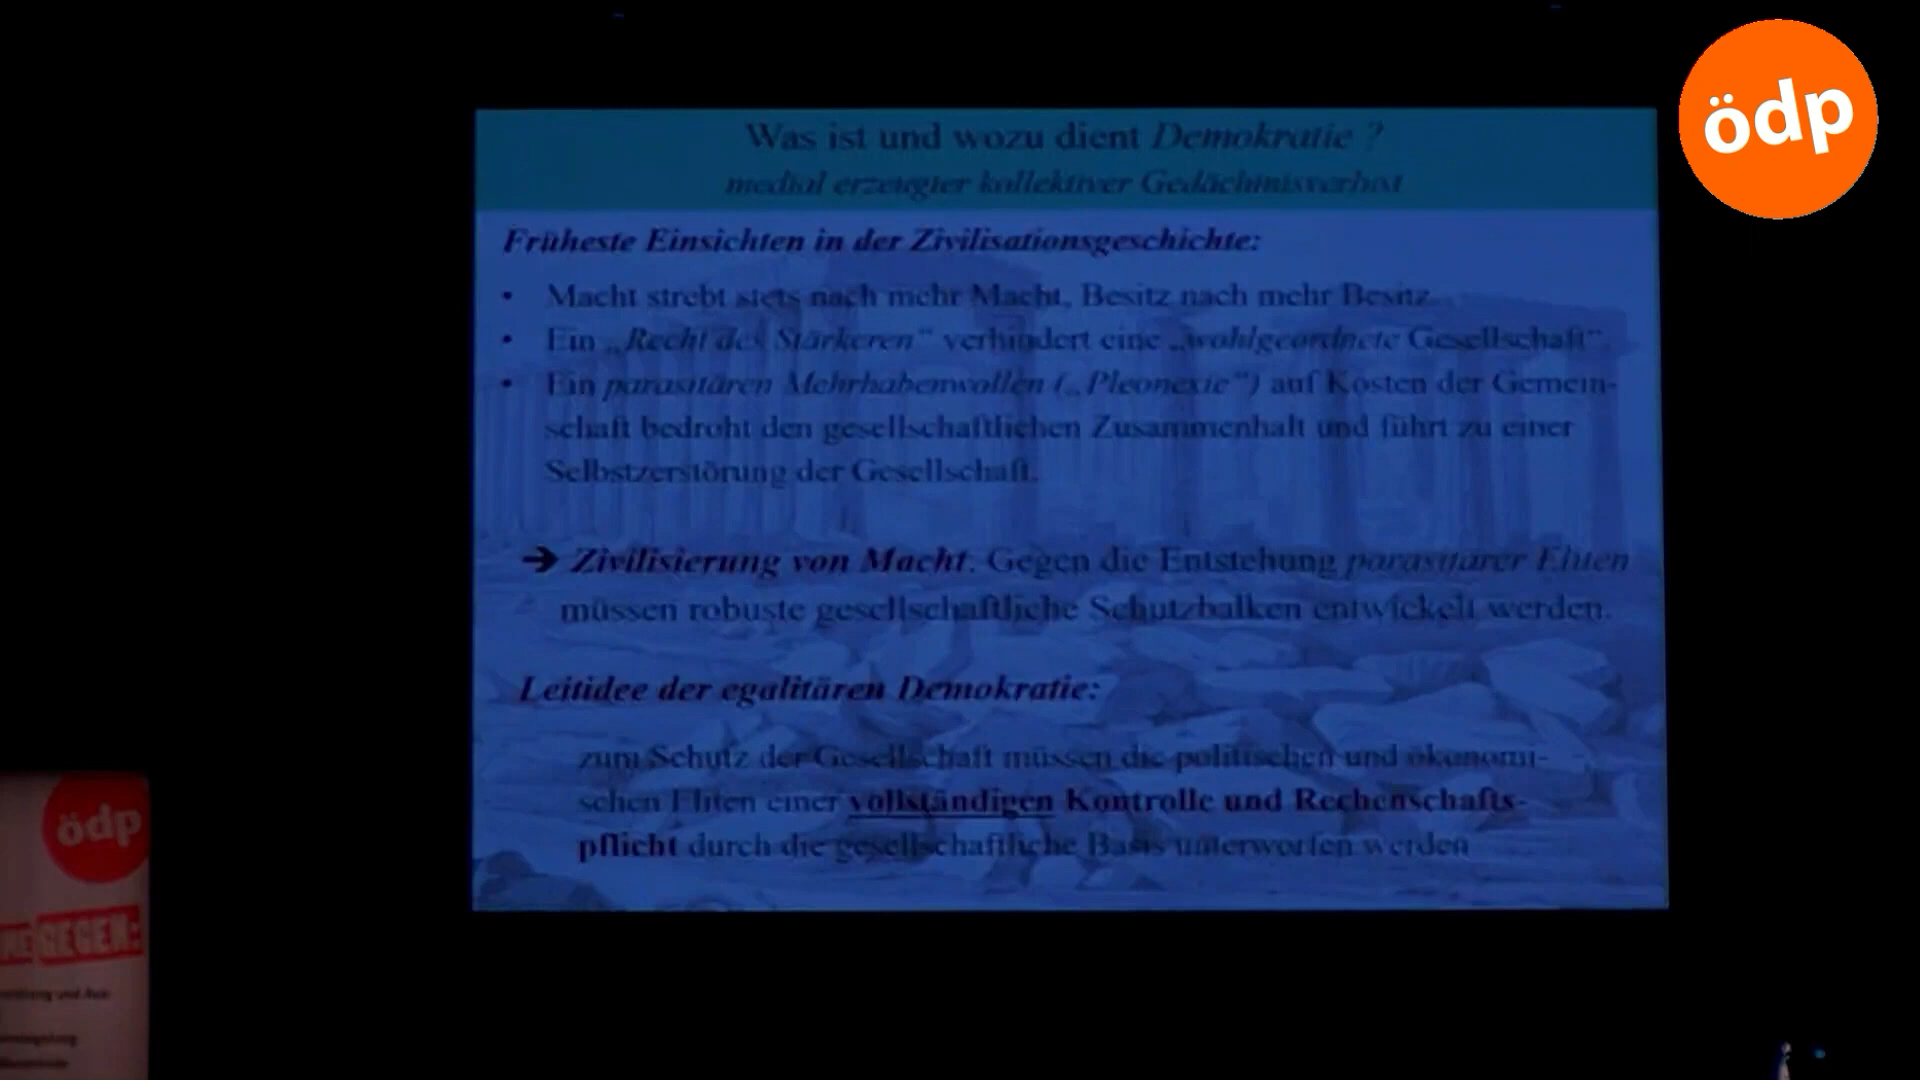 ödp
Was ist und wozu dient Demokratie ?
medial erzeugter kollektiver Gedächtnisverlust
Früheste Einsichten in der Zivilisationsgeschichte:
• Macht strebt stets nach mehr Macht, Besitz nach mehr Besitz.
• Ein „Recht des Stärkeren“ verhindert eine „wohlgeordnete Gesellschaft“.
• Ein parasitären Mehrhabenwollen („Pleonexie“) auf Kosten der Gemein-
schaft bedroht den gesellschaftlichen Zusammenhalt und führt zu einer
Selbstzerstörung der Gesellschaft.
➔ Zivilisierung von Macht: Gegen die Entstehung parasitärer Eliten
müssen robuste gesellschaftliche Schutzbalken entwickelt werden.
Leitidee der egalitären Demokratie:
zum Schutz der Gesellschaft müssen die politischen und ökonomi-
schen Eliten einer vollständigen Kontrolle und Rechenschafts-
pflicht durch die gesellschaftliche Basis unterworfen werden
ödp
GEGEN:
und